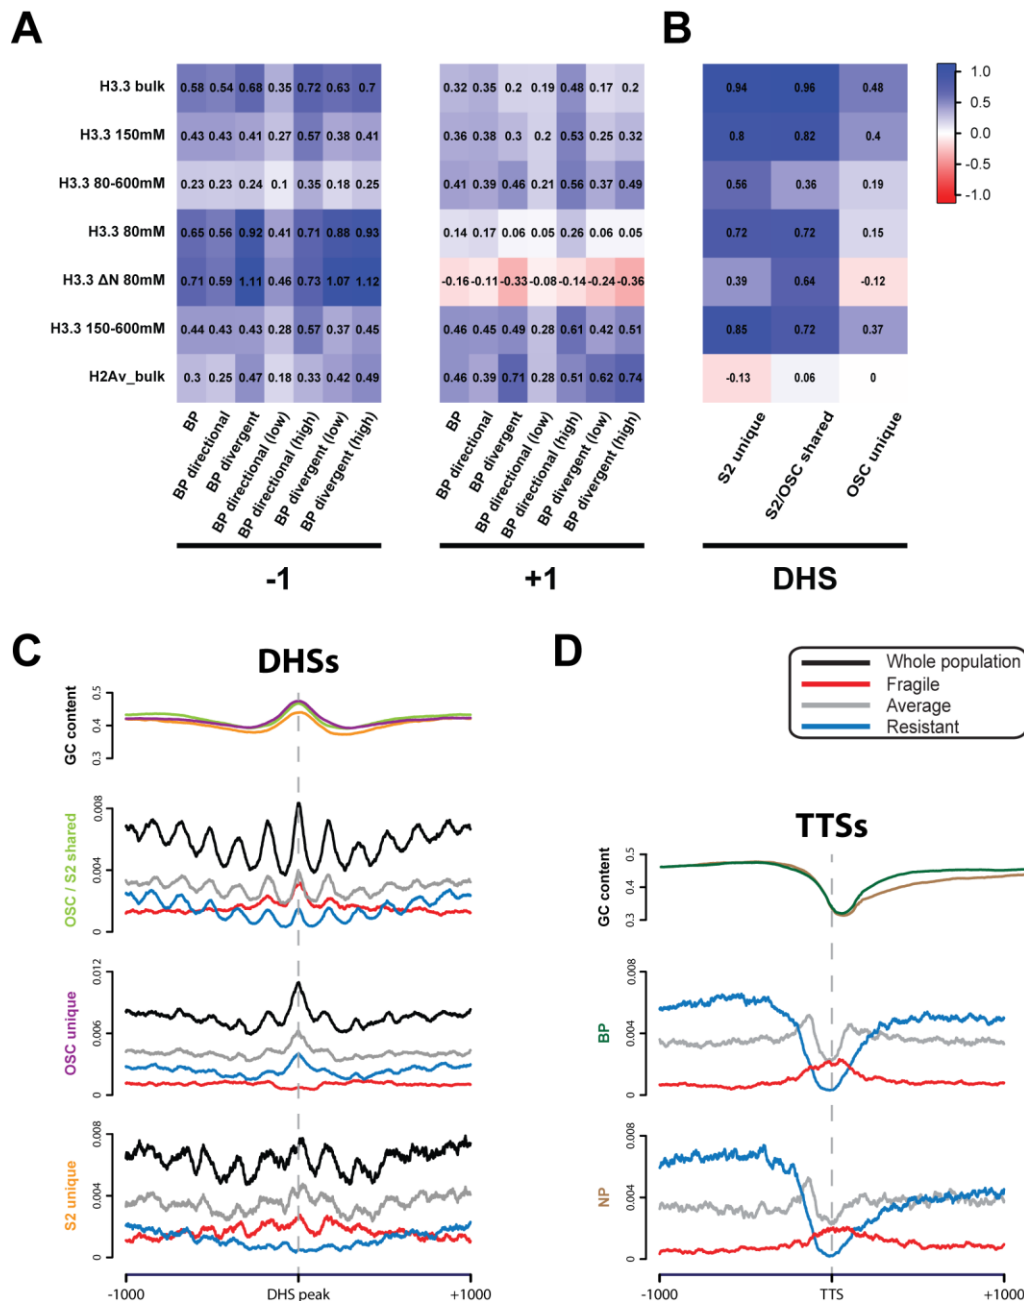 A
B
H3.3 bulk 0.58 0.54 0.68 0.35 0.72 0.63 0.7 0.32 0.35 0.2 0.19 0.48 0.17 0.2 0.94 0.96 0.48
H3.3 150mM 0.43 0.43 0.41 0.27 0.57 0.38 0.41 0.36 0.38 0.3 0.2 0.53 0.25 0.32 0.8 0.82 0.4
H3.3 80-600mM 0.23 0.23 0.24 0.1 0.35 0.18 0.25 0.41 0.39 0.46 0.21 0.56 0.37 0.49 0.56 0.36 0.19
H3.3 80mM 0.65 0.56 0.92 0.41 0.71 0.88 0.93 0.14 0.17 0.06 0.05 0.26 0.06 0.05 0.72 0.72 0.15
H3.3 ΔN 80mM 0.71 0.59 1.11 0.46 0.73 1.07 1.12 -0.16 -0.11 -0.33 -0.08 -0.14 -0.24 -0.36 0.39 0.64 -0.12
H3.3 150-600mM 0.44 0.43 0.43 0.28 0.57 0.37 0.45 0.46 0.45 0.49 0.28 0.61 0.42 0.51 0.85 0.72 0.37
H2Av_bulk 0.3 0.25 0.47 0.18 0.33 0.42 0.49 0.46 0.39 0.71 0.28 0.51 0.62 0.74 -0.13 0.06 0
1.0
0.5
0.0
-0.5
-1.0
BP
BP directional
BP divergent
BP directional (low)
BP directional (high)
BP divergent (low)
BP divergent (high)
BP
BP directional
BP divergent
BP directional (low)
BP directional (high)
BP divergent (low)
BP divergent (high)
S2 unique
S2/OSC shared
OSC unique
-1
+1
DHS
C
DHSs
GC content
0.5
0.4
0.3
OSC / S2 shared
0.008
0.004
0
OSC unique
0.012
0.006
0
S2 unique
0.008
0.004
0
-1000 DHS peak +1000
D
Whole population
Fragile
Average
Resistant
TTSs
GC content
0.5
0.4
0.3
BP
0.008
0.004
0
NP
0.008
0.004
0
-1000 TTS +1000